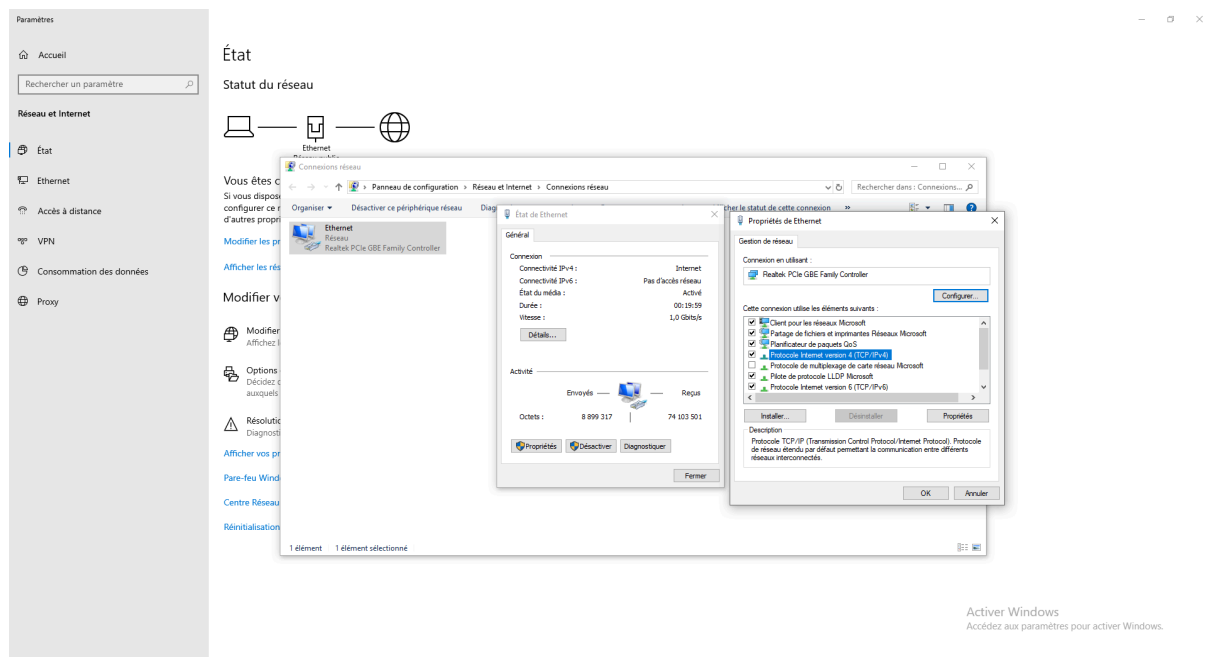 Paramètres
Accueil
Rechercher un paramètre
Réseau et Internet
État
Ethernet
Accès à distance
VPN
Consommation des données
Proxy
État
Statut du réseau
Ethernet
Vous êtes c
Si vous dispose
configurer ce r
d'autres propri
Modifier les pr
Afficher les rés
Modifier v
Modifier
Affichez l
Options
Décidez c
auxquels
Résolutio
Diagnosti
Afficher vos pr
Pare-feu Wind
Centre Réseau
Réinitialisation
Connexions réseau
Panneau de configuration > Réseau et Internet > Connexions réseau
Rechercher dans : Connexions...
Organiser Désactiver ce périphérique réseau Diag
cher le statut de cette connexion »
Ethernet
Réseau
Realtek PCIe GBE Family Controller
1 élément 1 élément sélectionné
État de Ethernet
Général
Connexion
Connectivité IPv4 : Internet
Connectivité IPv6 : Pas d'accès réseau
État du média : Activé
Durée : 00:19:59
Vitesse : 1,0 Gbits/s
Détails...
Activité
Envoyés — — Reçus
Octets : 8 899 317 | 74 103 501
Propriétés Désactiver Diagnostiquer
Fermer
Propriétés de Ethernet
Gestion de réseau
Connexion en utilisant :
Realtek PCIe GBE Family Controller
Configurer...
Cette connexion utilise les éléments suivants :
Client pour les réseaux Microsoft
Partage de fichiers et imprimantes Réseaux Microsoft
Planificateur de paquets QoS
Protocole Internet version 4 (TCP/IPv4)
Protocole de multiplexage de carte réseau Microsoft
Pilote de protocole LLDP Microsoft
Protocole Internet version 6 (TCP/IPv6)
Installer... Désinstaller Propriétés
Description
Protocole TCP/IP (Transmission Control Protocol/Internet Protocol). Protocole
de réseau étendu par défaut permettant la communication entre différents
réseaux interconnectés.
OK Annuler
Activer Windows
Accédez aux paramètres pour activer Windows.